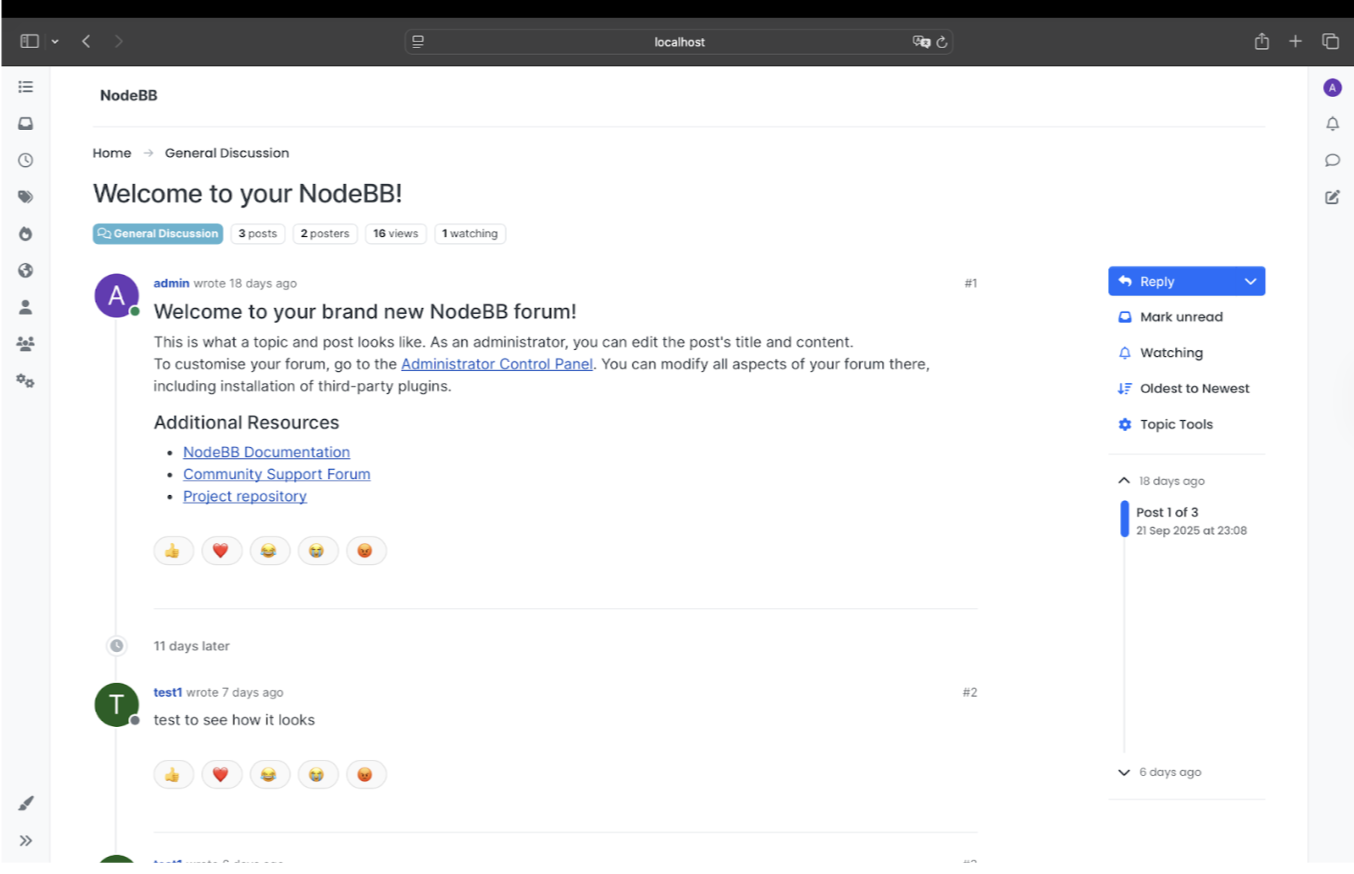 localhost
NodeBB
A
Home → General Discussion
Welcome to your NodeBB!
General Discussion 3 posts 2 posters 16 views 1 watching
A
admin wrote 18 days ago #1
Welcome to your brand new NodeBB forum!
This is what a topic and post looks like. As an administrator, you can edit the post's title and content.
To customise your forum, go to the Administrator Control Panel. You can modify all aspects of your forum there,
including installation of third-party plugins.
Additional Resources
• NodeBB Documentation
• Community Support Forum
• Project repository
👍 ❤️ 😂 😭 😡
11 days later
T
test1 wrote 7 days ago #2
test to see how it looks
👍 ❤️ 😂 😭 😡
Reply
Mark unread
Watching
Oldest to Newest
Topic Tools
18 days ago
Post 1 of 3
21 Sep 2025 at 23:08
6 days ago